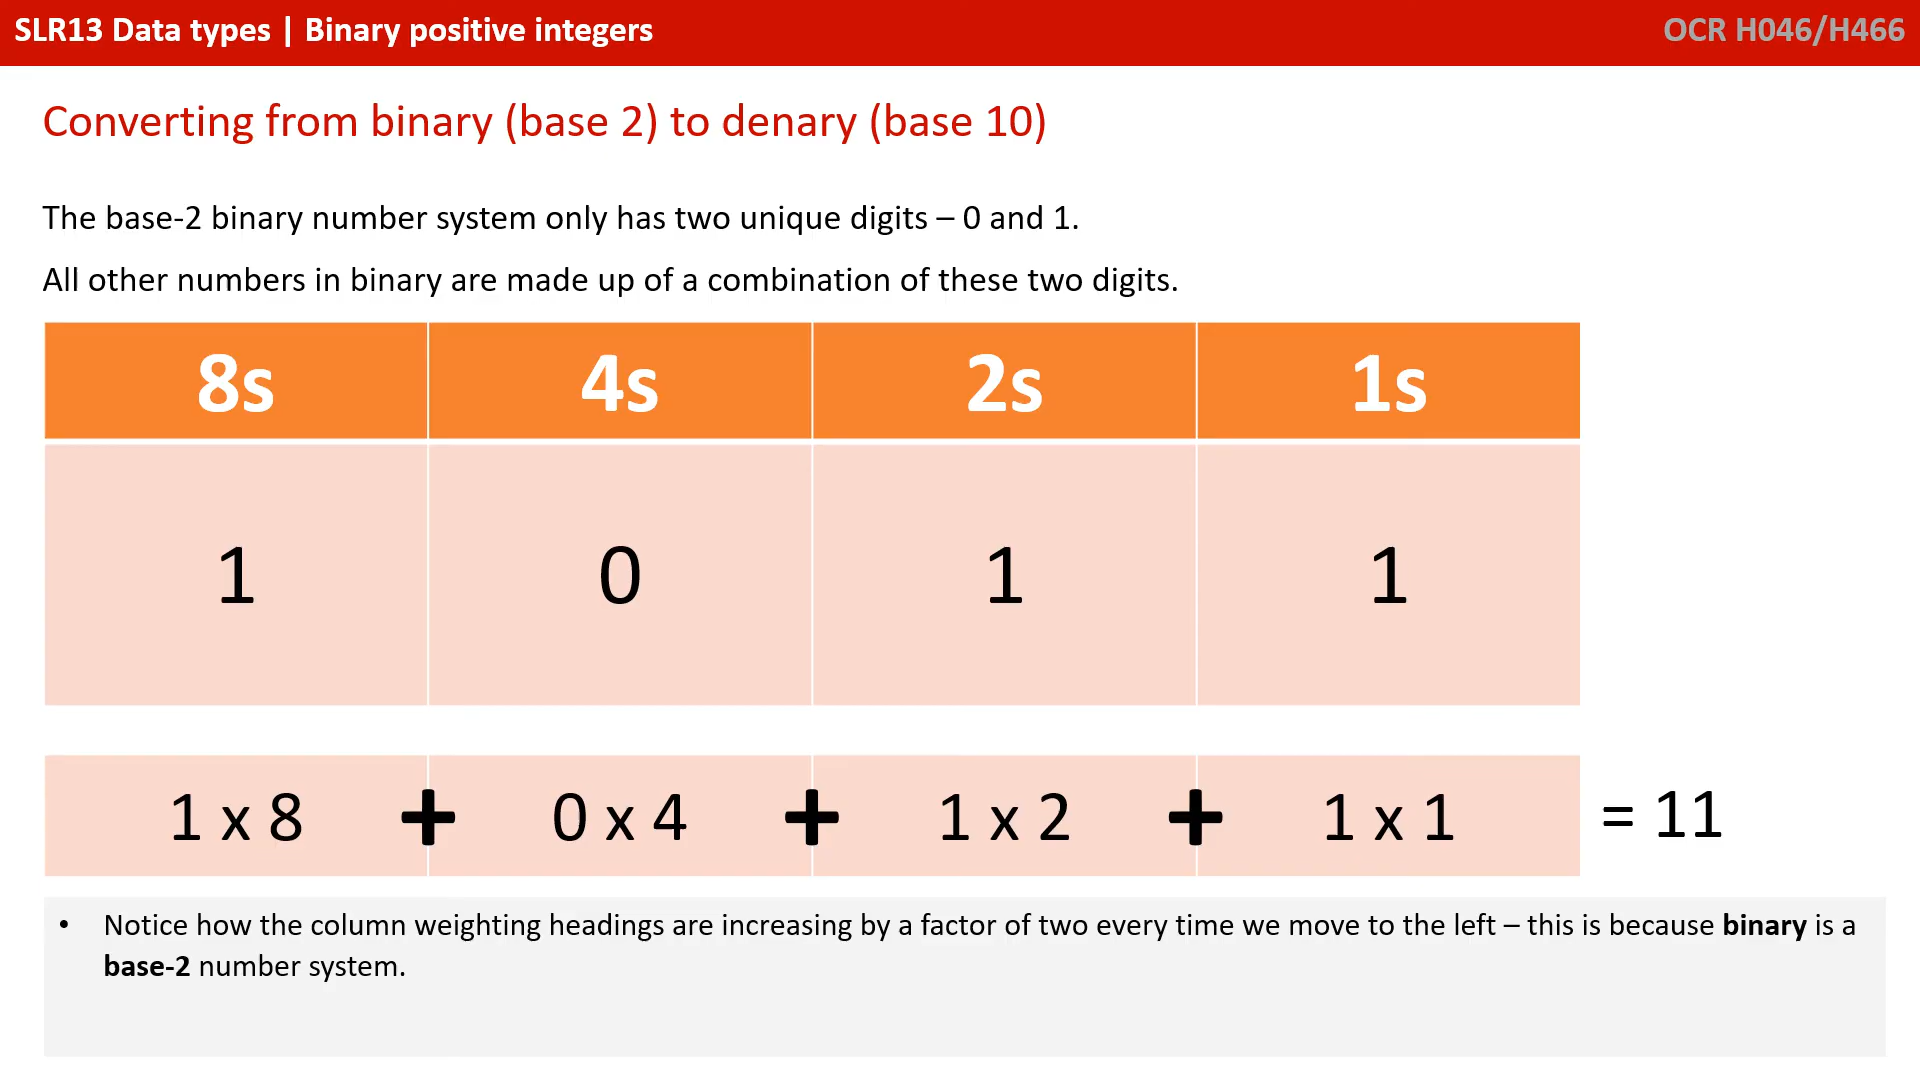 SLR13 Data types | Binary positive integers
OCR H046/H466
Converting from binary (base 2) to denary (base 10)
The base-2 binary number system only has two unique digits – 0 and 1.
All other numbers in binary are made up of a combination of these two digits.
8s 4s 2s 1s
1 0 1 1
1 x 8 + 0 x 4 + 1 x 2 + 1 x 1 = 11
• Notice how the column weighting headings are increasing by a factor of two every time we move to the left – this is because binary is a
base-2 number system.